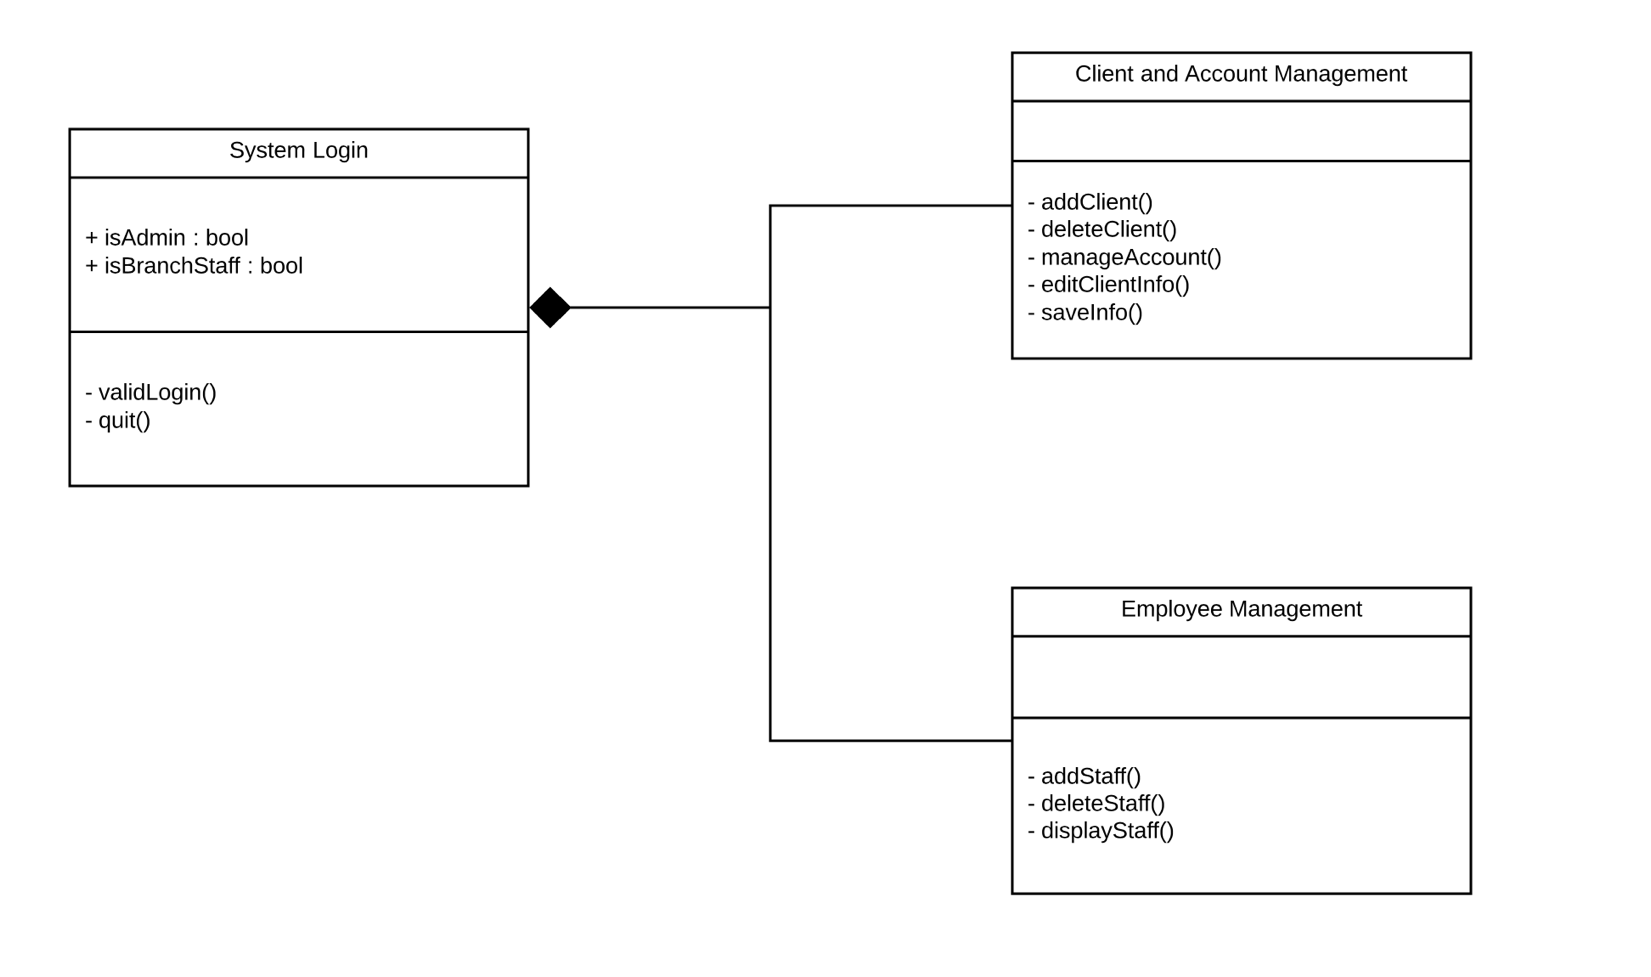 System Login
+ isAdmin : bool
+ isBranchStaff : bool
- validLogin()
- quit()
Client and Account Management
- addClient()
- deleteClient()
- manageAccount()
- editClientInfo()
- saveInfo()
Employee Management
- addStaff()
- deleteStaff()
- displayStaff()